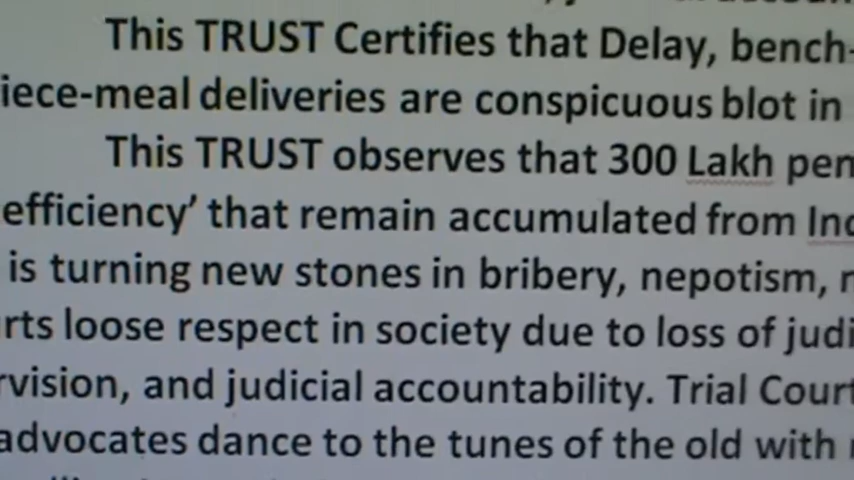 This TRUST Certifies that Delay, bench-
iece-meal deliveries are conspicuous blot in
This TRUST observes that 300 Lakh pen
efficiency’ that remain accumulated from Ind
is turning new stones in bribery, nepotism,
rts loose respect in society due to loss of judi
rvision, and judicial accountability. Trial Court
advocates dance to the tunes of the old with